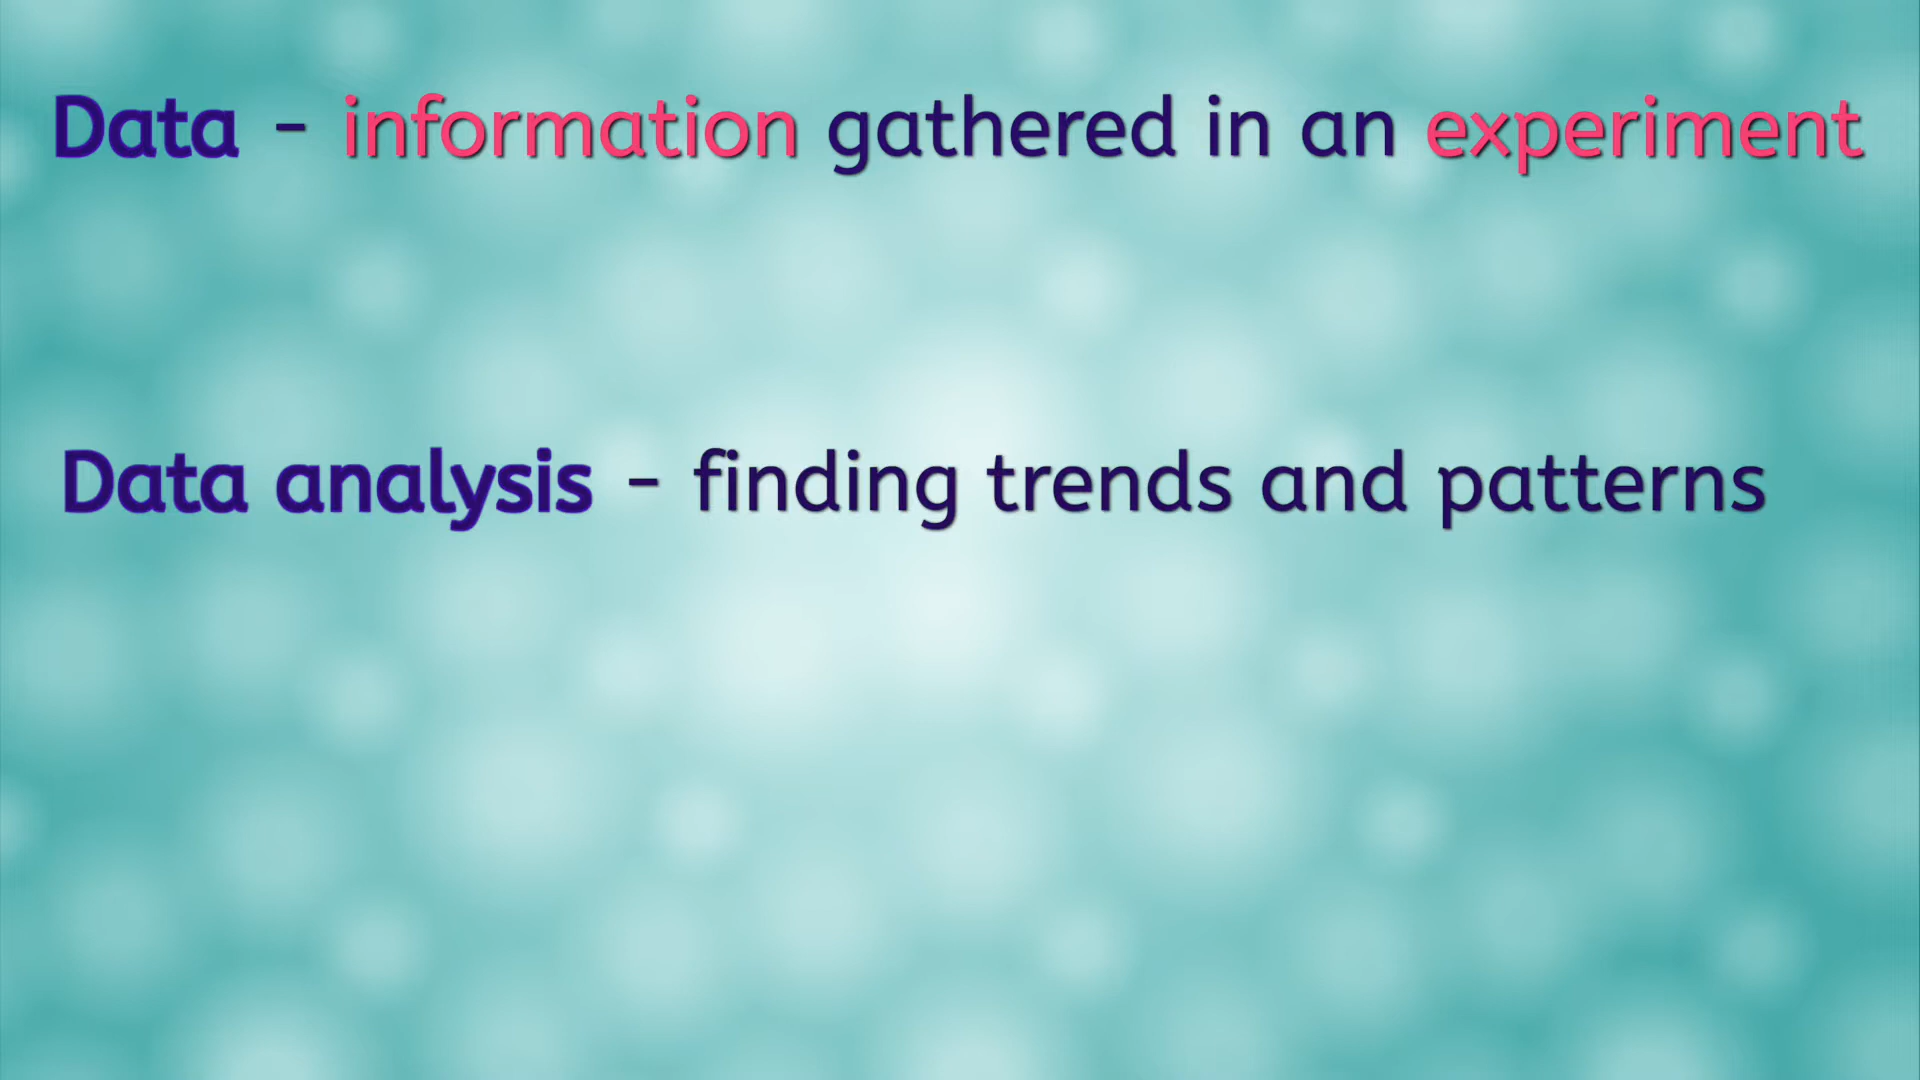 Data - information gathered in an experiment
Data analysis - finding trends and patterns